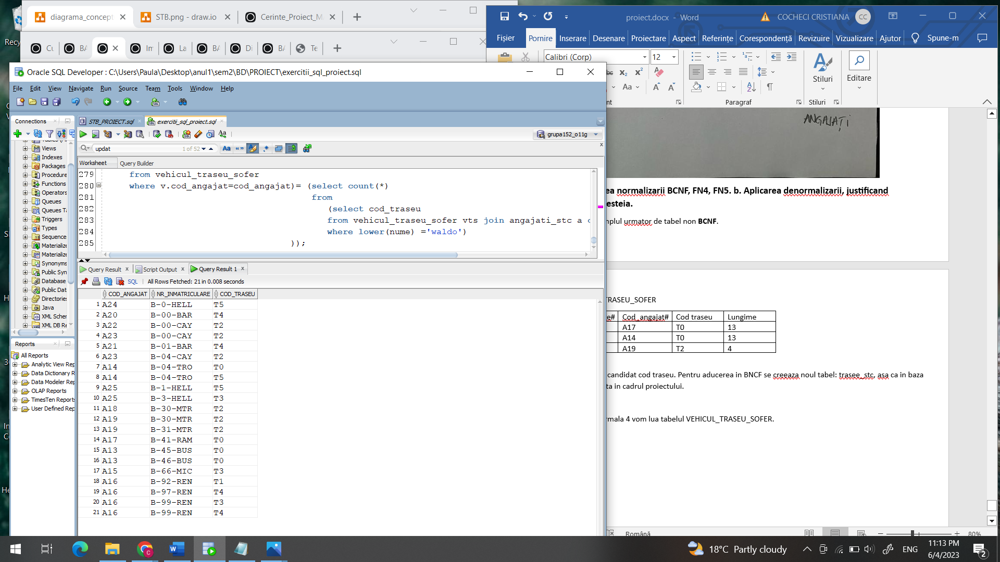 diagrama_concept
STB.png - draw.io
Cerinte_Proiect_M
Recy
Cu
BA
Im
La
BA
Di
BA
Te
proiect.docx - Word
COCHECI CRISTIANA
CC
Fișier
Pornire
Inserare
Desenare
Proiectare
Aspect
Referințe
Corespondență
Revizuire
Vizualizare
Ajutor
Spune-m
Calibri (Corp)
12
Stiluri
Editare
Paragraf
Stiluri
Oracle SQL Developer : C:\Users\Paula\Desktop\anul1\sem2\BD\PROIECT\exercitii_sql_proiect.sql
File Edit View Navigate Run Source Team Tools Window Help
Connections
STB_PROIECT.sql
exercitii_sql_proiect.sql
grupa152_o11g
updat
1 of 52
Worksheet
Query Builder
Views
Indexes
Packages
Procedure
Functions
Operators
Queues
Queues Ta
Triggers
Types
Sequence
Materialize
Materialize
Synonyms
Public Syn
Database
Public Dat
Directories
Java
XML Schem
XML DB Re
279 from vehicul_traseu_sofer
280 where v.cod_angajat=cod_angajat)= (select count(*)
281 from
282 (select cod_traseu
283 from vehicul_traseu_sofer vts join angajati_stc a
284 where lower(nume) ='waldo')
285 ));
Query Result
Script Output
Query Result 1
SQL
All Rows Fetched: 21 in 0.008 seconds
COD_ANGAJAT NR_INMATRICULARE COD_TRASEU
1 A24 B-0-HELL T5
2 A20 B-00-BAR T4
3 A22 B-00-CAY T2
4 A23 B-00-CAY T2
5 A21 B-01-BAR T4
6 A23 B-04-CAY T2
7 A14 B-04-TRO T0
8 A14 B-04-TRO T5
9 A25 B-1-HELL T5
10 A25 B-3-HELL T3
11 A18 B-30-MTR T2
12 A19 B-30-MTR T2
13 A19 B-31-MTR T2
14 A17 B-41-RAM T0
15 A13 B-45-BUS T0
16 A13 B-46-BUS T0
17 A15 B-66-MIC T3
18 A16 B-92-REN T1
19 A16 B-97-REN T4
20 A16 B-99-REN T3
21 A16 B-99-REN T4
Reports
All Reports
Analytic View Rep
Data Dictionary R
Data Modeler Rep
OLAP Reports
TimesTen Reports
User Defined Rep
ANGAJAȚI
ea normalizarii BCNF, FN4, FN5. b. Aplicarea denormalizarii, justificand
esteia.
nplul urmator de tabel non BCNF.
TRASEU_SOFER
e# Cod_angajat# Cod traseu Lungime
A17 T0 13
A14 T0 13
A19 T2 4
candidat cod traseu. Pentru aducerea in BNCF se creeaza noul tabel: trasee_stc, asa ca in baza
ta in cadrul proiectului.
rmala 4 vom lua tabelul VEHICUL_TRASEU_SOFER.
Română
80%
18°C Partly cloudy
ENG
11:13 PM
6/4/2023
2